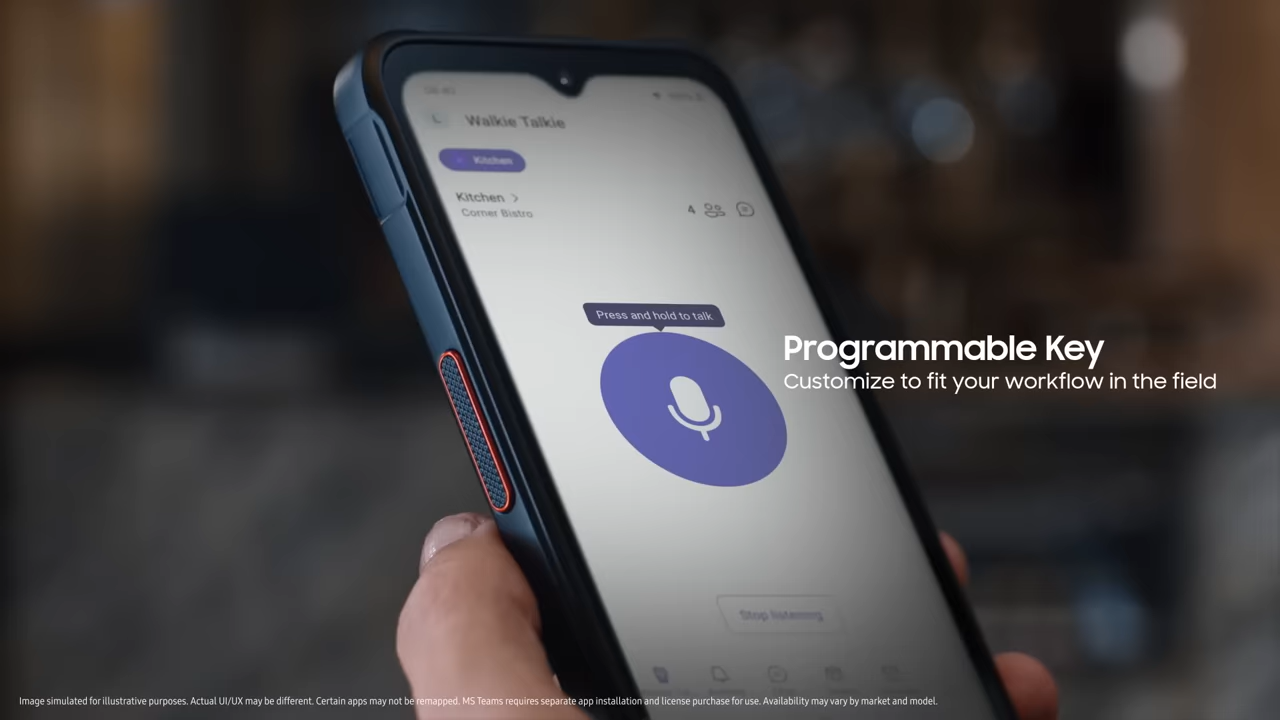 Walkie Talkie
Kitchen
Kitchen >
Corner Bistro
4
Press and hold to talk
Programmable Key
Customize to fit your workflow in the field
Stop listening
Image simulated for illustrative purposes. Actual UI/UX may be different. Certain apps may not be remapped. MS Teams requires separate app installation and license purchase for use. Availability may vary by market and model.